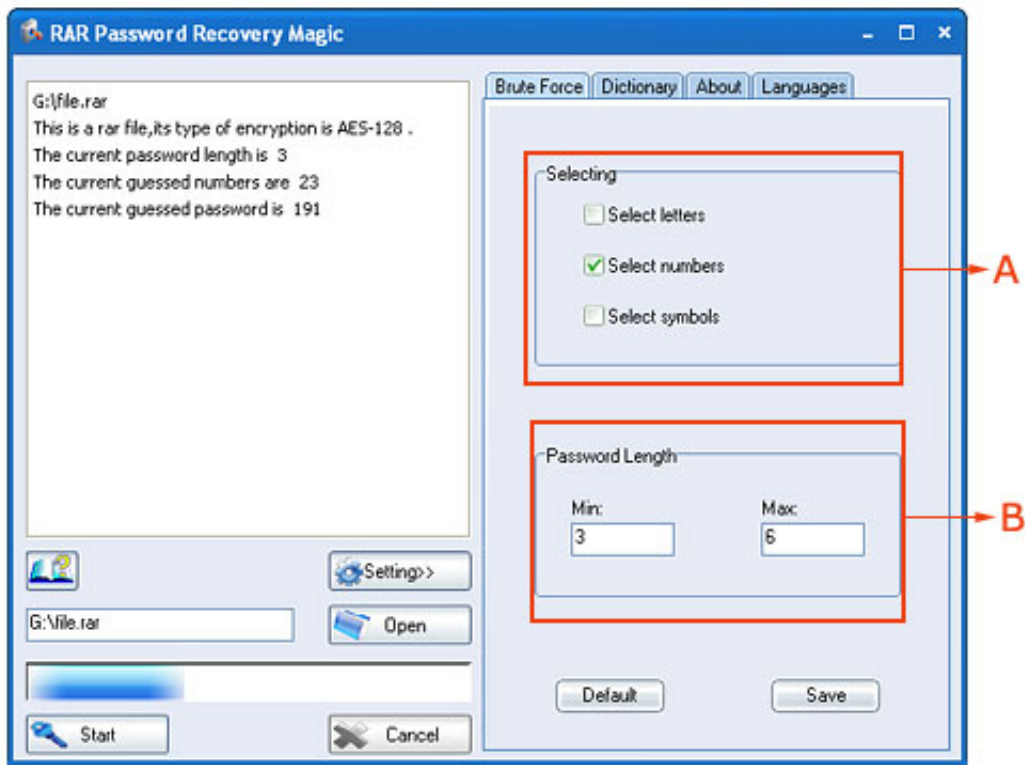 RAR Password Recovery Magic
G:\file.rar
This is a rar file,its type of encryption is AES-128 .
The current password length is 3
The current guessed numbers are 23
The current guessed password is 191
Brute Force Dictionary About Languages
Selecting
Select letters
Select numbers
Select symbols
A
Password Length
Min: Max:
3 6
B
Setting>>
G:\file.rar
Open
Start
Cancel
Default Save